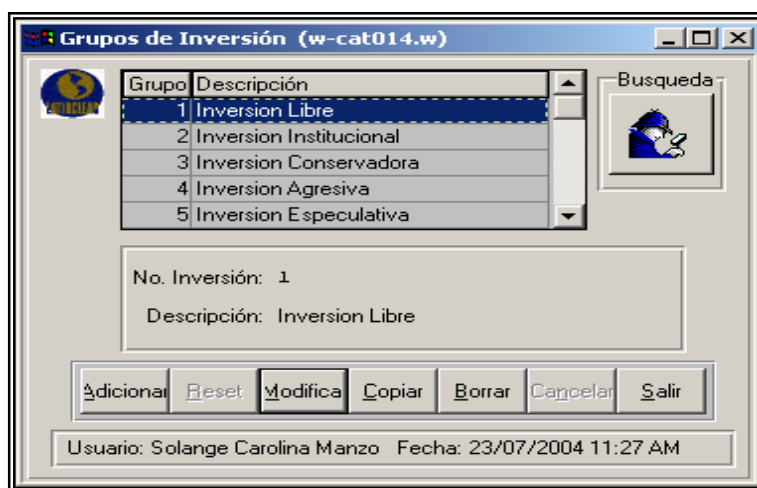 Grupos de Inversión (w-cat014.w)
Grupo Descripción
1 Inversion Libre
2 Inversion Institucional
3 Inversion Conservadora
4 Inversion Agresiva
5 Inversion Especulativa
Busqueda
LATINCLEAR
No. Inversión: 1
Descripción: Inversion Libre
Adicionar Reset Modifica Copiar Borrar Cancelar Salir
Usuario: Solange Carolina Manzo Fecha: 23/07/2004 11:27 AM